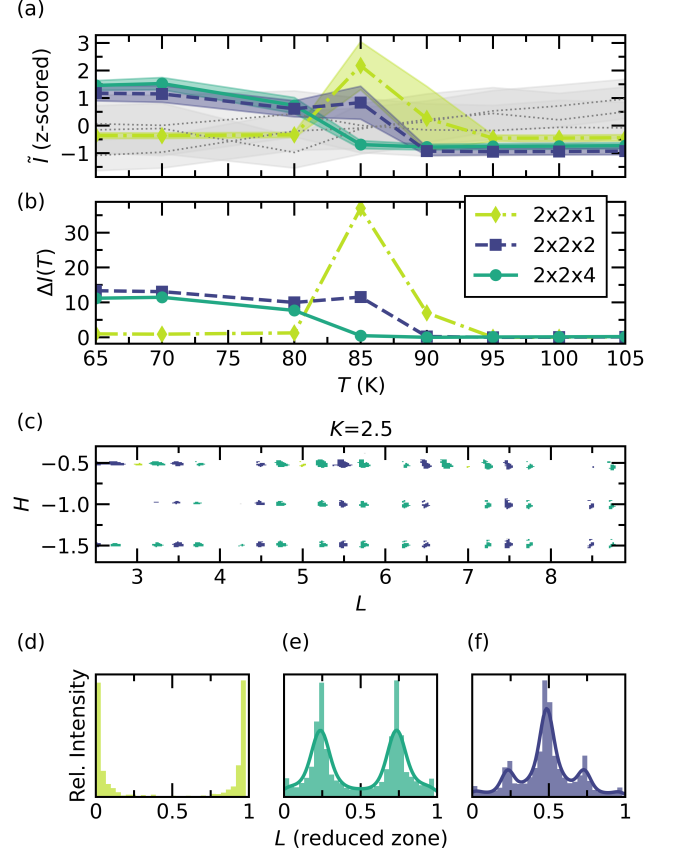 (a)
3
2
1
0
−1
Ĩ (z-scored)
(b)
2x2x1
2x2x2
2x2x4
30
20
10
0
ΔI(T)
65 70 75 80 85 90 95 100 105
T (K)
(c)
K=2.5
−0.5
−1.0
−1.5
H
3 4 5 6 7 8
L
(d) (e) (f)
Rel. Intensity
0 0.5 1 0 0.5 1 0 0.5 1
L (reduced zone)